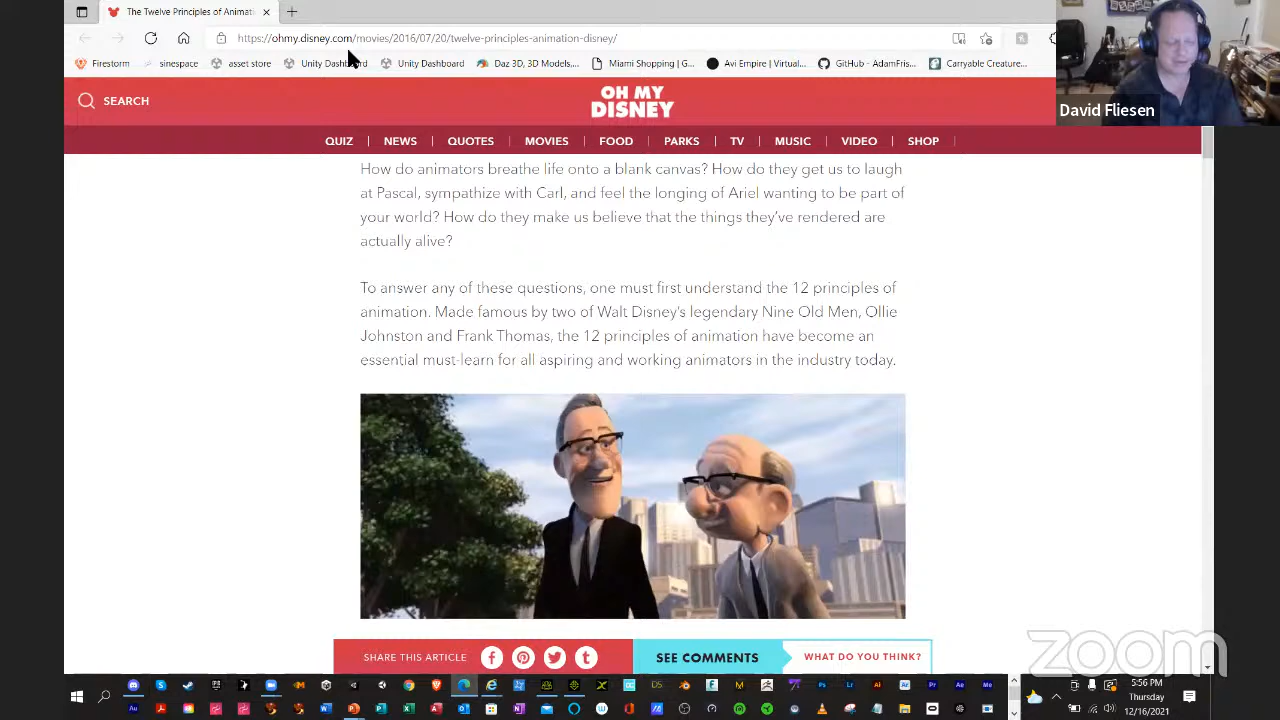 The Twelve Principles of Animati
https://ohmy.disney.com/movies/2016/07/20/twelve-principles-animation-disney/
Firestorm
sinespace
asset store
Unity Dash
Unity Dashboard
Daz 3D, 3D Models,...
Miami Shopping | G...
Avi Empire | Virtual...
GitHub - AdamFris...
Carryable Creature...
David Fliesen
SEARCH
OH MY
DISNEY
QUIZ | NEWS | QUOTES | MOVIES | FOOD | PARKS | TV | MUSIC | VIDEO | SHOP |
How do animators breathe life onto a blank canvas? How do they get us to laugh
at Pascal, sympathize with Carl, and feel the longing of Ariel wanting to be part of
your world? How do they make us believe that the things they've rendered are
actually alive?
To answer any of these questions, one must first understand the 12 principles of
animation. Made famous by two of Walt Disney's legendary Nine Old Men, Ollie
Johnston and Frank Thomas, the 12 principles of animation have become an
essential must-learn for all aspiring and working animators in the industry today.
SHARE THIS ARTICLE
SEE COMMENTS
WHAT DO YOU THINK?
zoom
5:56 PM
Thursday
12/16/2021